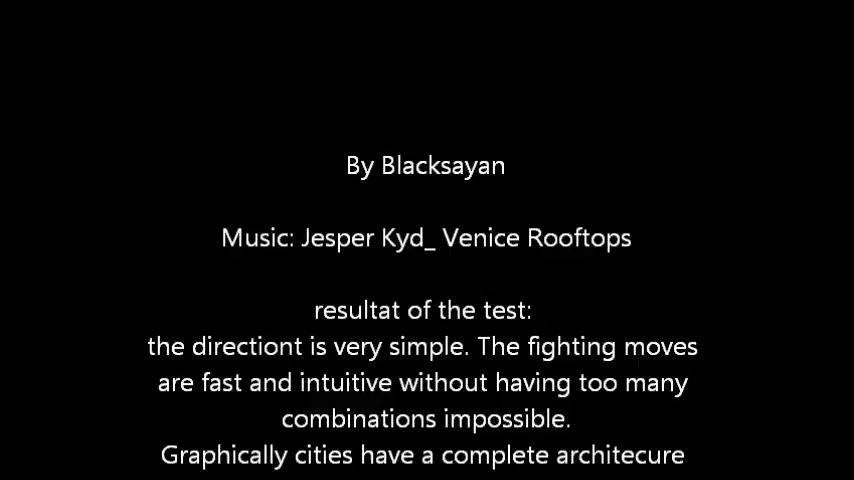 By Blacksayan
Music: Jesper Kyd_ Venice Rooftops
resultat of the test:
the directiont is very simple. The fighting moves
are fast and intuitive without having too many
combinations impossible.
Graphically cities have a complete architecure